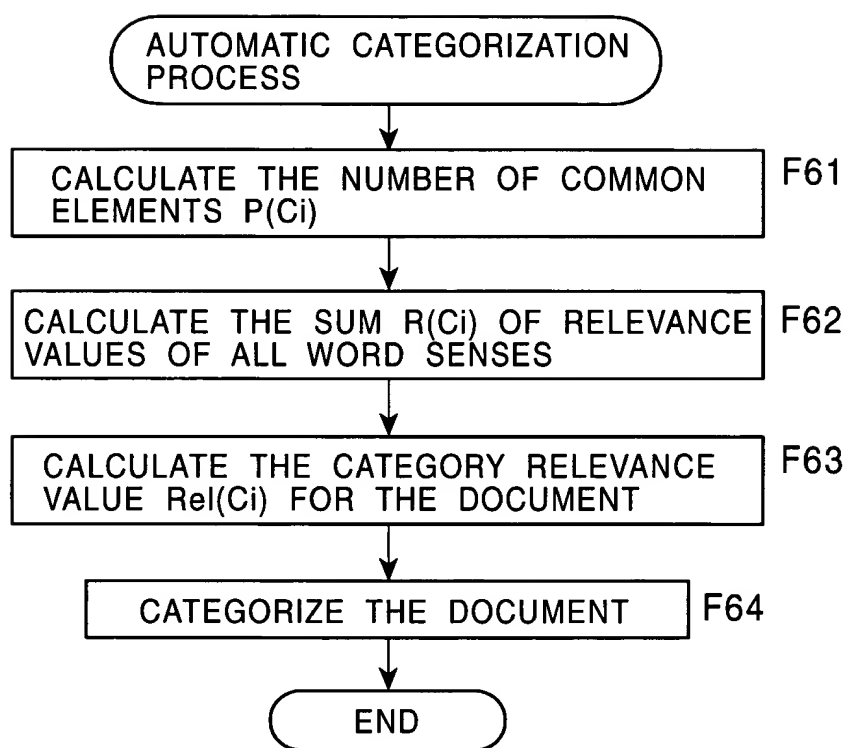 AUTOMATIC CATEGORIZATION
PROCESS
CALCULATE THE NUMBER OF COMMON
ELEMENTS P(Ci)
F61
CALCULATE THE SUM R(Ci) OF RELEVANCE
VALUES OF ALL WORD SENSES
F62
CALCULATE THE CATEGORY RELEVANCE
VALUE Rel(Ci) FOR THE DOCUMENT
F63
CATEGORIZE THE DOCUMENT
F64
END